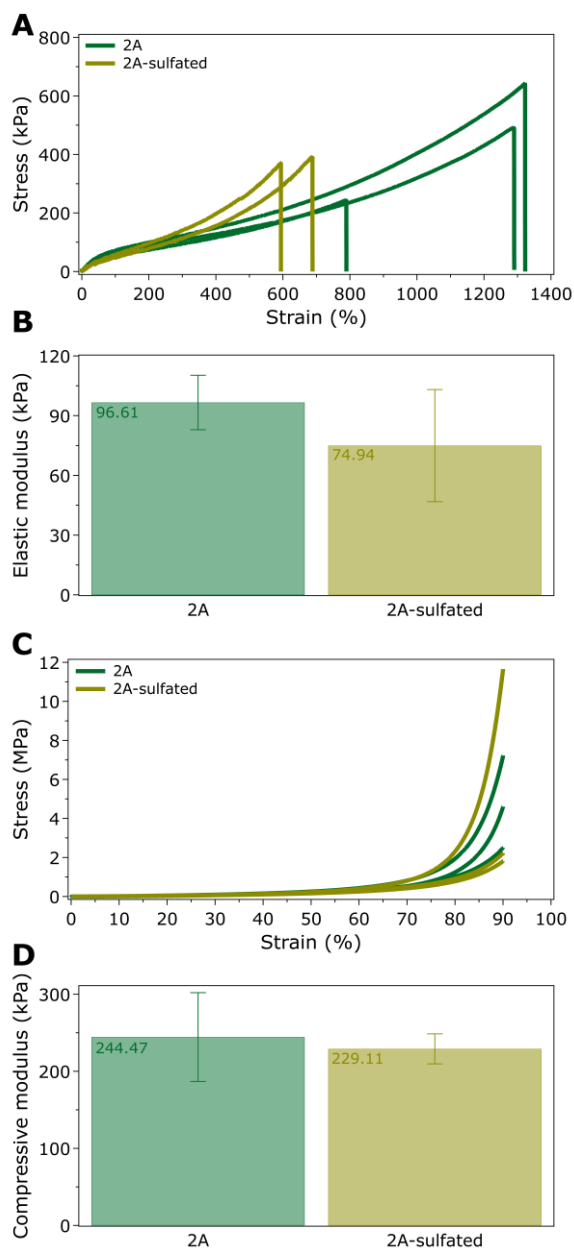 A
800
600
400
200
0
Stress (kPa)
2A
2A-sulfated
0 200 400 600 800 1000 1200 1400
Strain (%)
B
120
90
60
30
0
Elastic modulus (kPa)
96.61
74.94
2A 2A-sulfated
C
12
10
8
6
4
2
0
Stress (MPa)
2A
2A-sulfated
0 10 20 30 40 50 60 70 80 90 100
Strain (%)
D
300
200
100
0
Compressive modulus (kPa)
244.47
229.11
2A 2A-sulfated